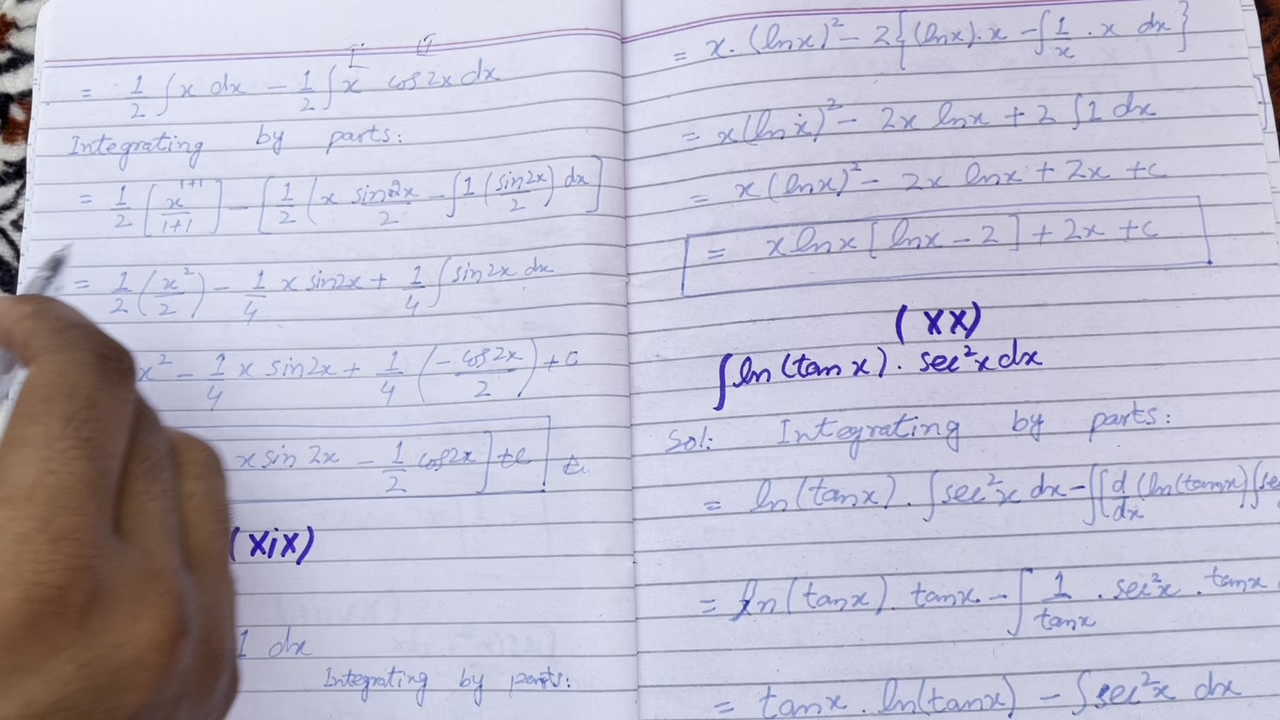 I II
= 1/2 ∫ x dx - 1/2 ∫ x cos2x dx
Integrating by parts:
= 1/2 [x^(1+1)/(1+1)] - [1/2 (x sin2x/2 - ∫ 1 (sin2x/2) dx]
= 1/2 (x²/2) - 1/4 x sin2x + 1/4 ∫ sin2x dx
x² - 1/4 x sin2x + 1/4 (-cos2x/2) + c
x sin 2x - 1/2 cos2x] + c
(xix)
1 dx
Integrating by parts:
= x. (lnx)² - 2{(lnx). x - ∫ 1/x . x dx}
= x(lnx)² - 2x lnx + 2 ∫ 1 dx
= x(lnx)² - 2x lnx + 2x + c
= x lnx [lnx - 2] + 2x + c
(xx)
∫ ln (tan x) . sec²x dx
Sol: Integrating by parts:
= ln(tanx) . ∫ sec²x dx - ∫[d/dx (ln(tanx) ∫se
= ln(tanx). tanx - ∫ 1/tanx . sec²x . tanx
= tanx . ln(tanx) - ∫ sec²x dx